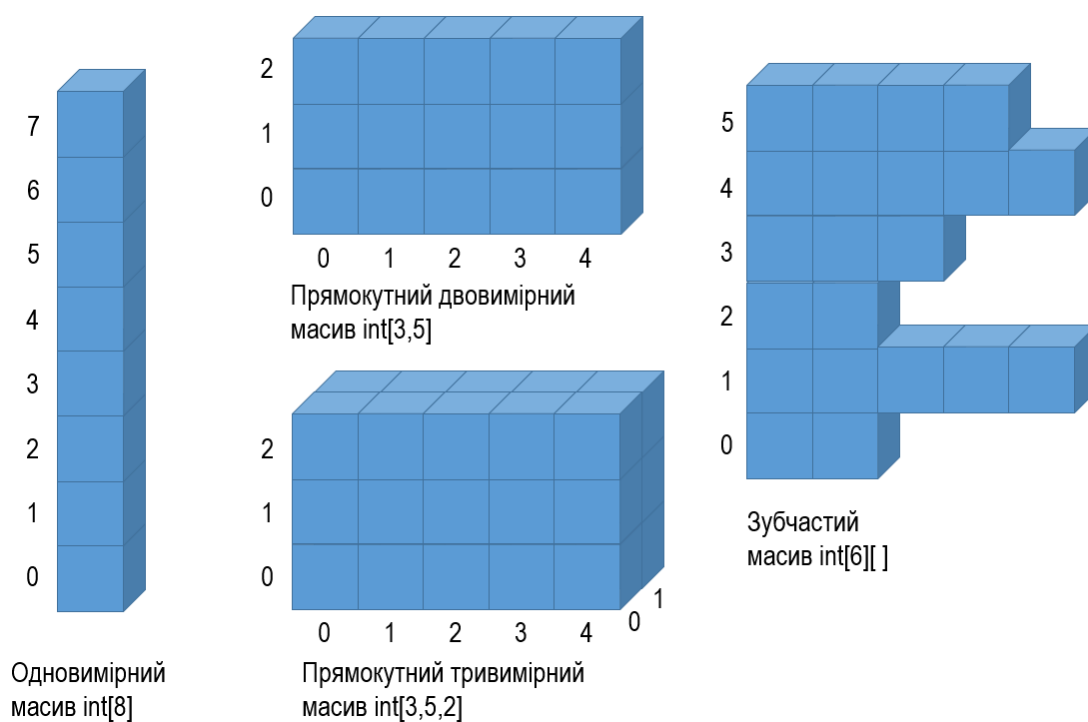 7
6
5
4
3
2
1
0
Одновимірний
масив int[8]
2
1
0
0 1 2 3 4
Прямокутний двовимірний
масив int[3,5]
2
1
0
0 1 2 3 4 0 1
Прямокутний тривимірний
масив int[3,5,2]
5
4
3
2
1
0
Зубчастий
масив int[6][ ]